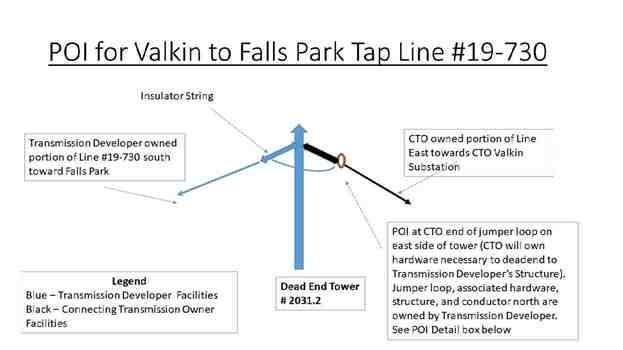 POI for Valkin to Falls Park Tap Line #19-730
Insulator String
Transmission Developer owned
portion of Line #19-730 south
toward Falls Park
CTO owned portion of Line
East towards CTO Valkin
Substation
POI at CTO end of jumper loop on
east side of tower (CTO will own
hardware necessary to deadend to
Transmission Developer's Structure).
Jumper loop, associated hardware,
structure, and conductor north are
owned by Transmission Developer.
See POI Detail box below
Legend
Blue – Transmission Developer Facilities
Black – Connecting Transmission Owner
Facilities
Dead End Tower
# 2031.2